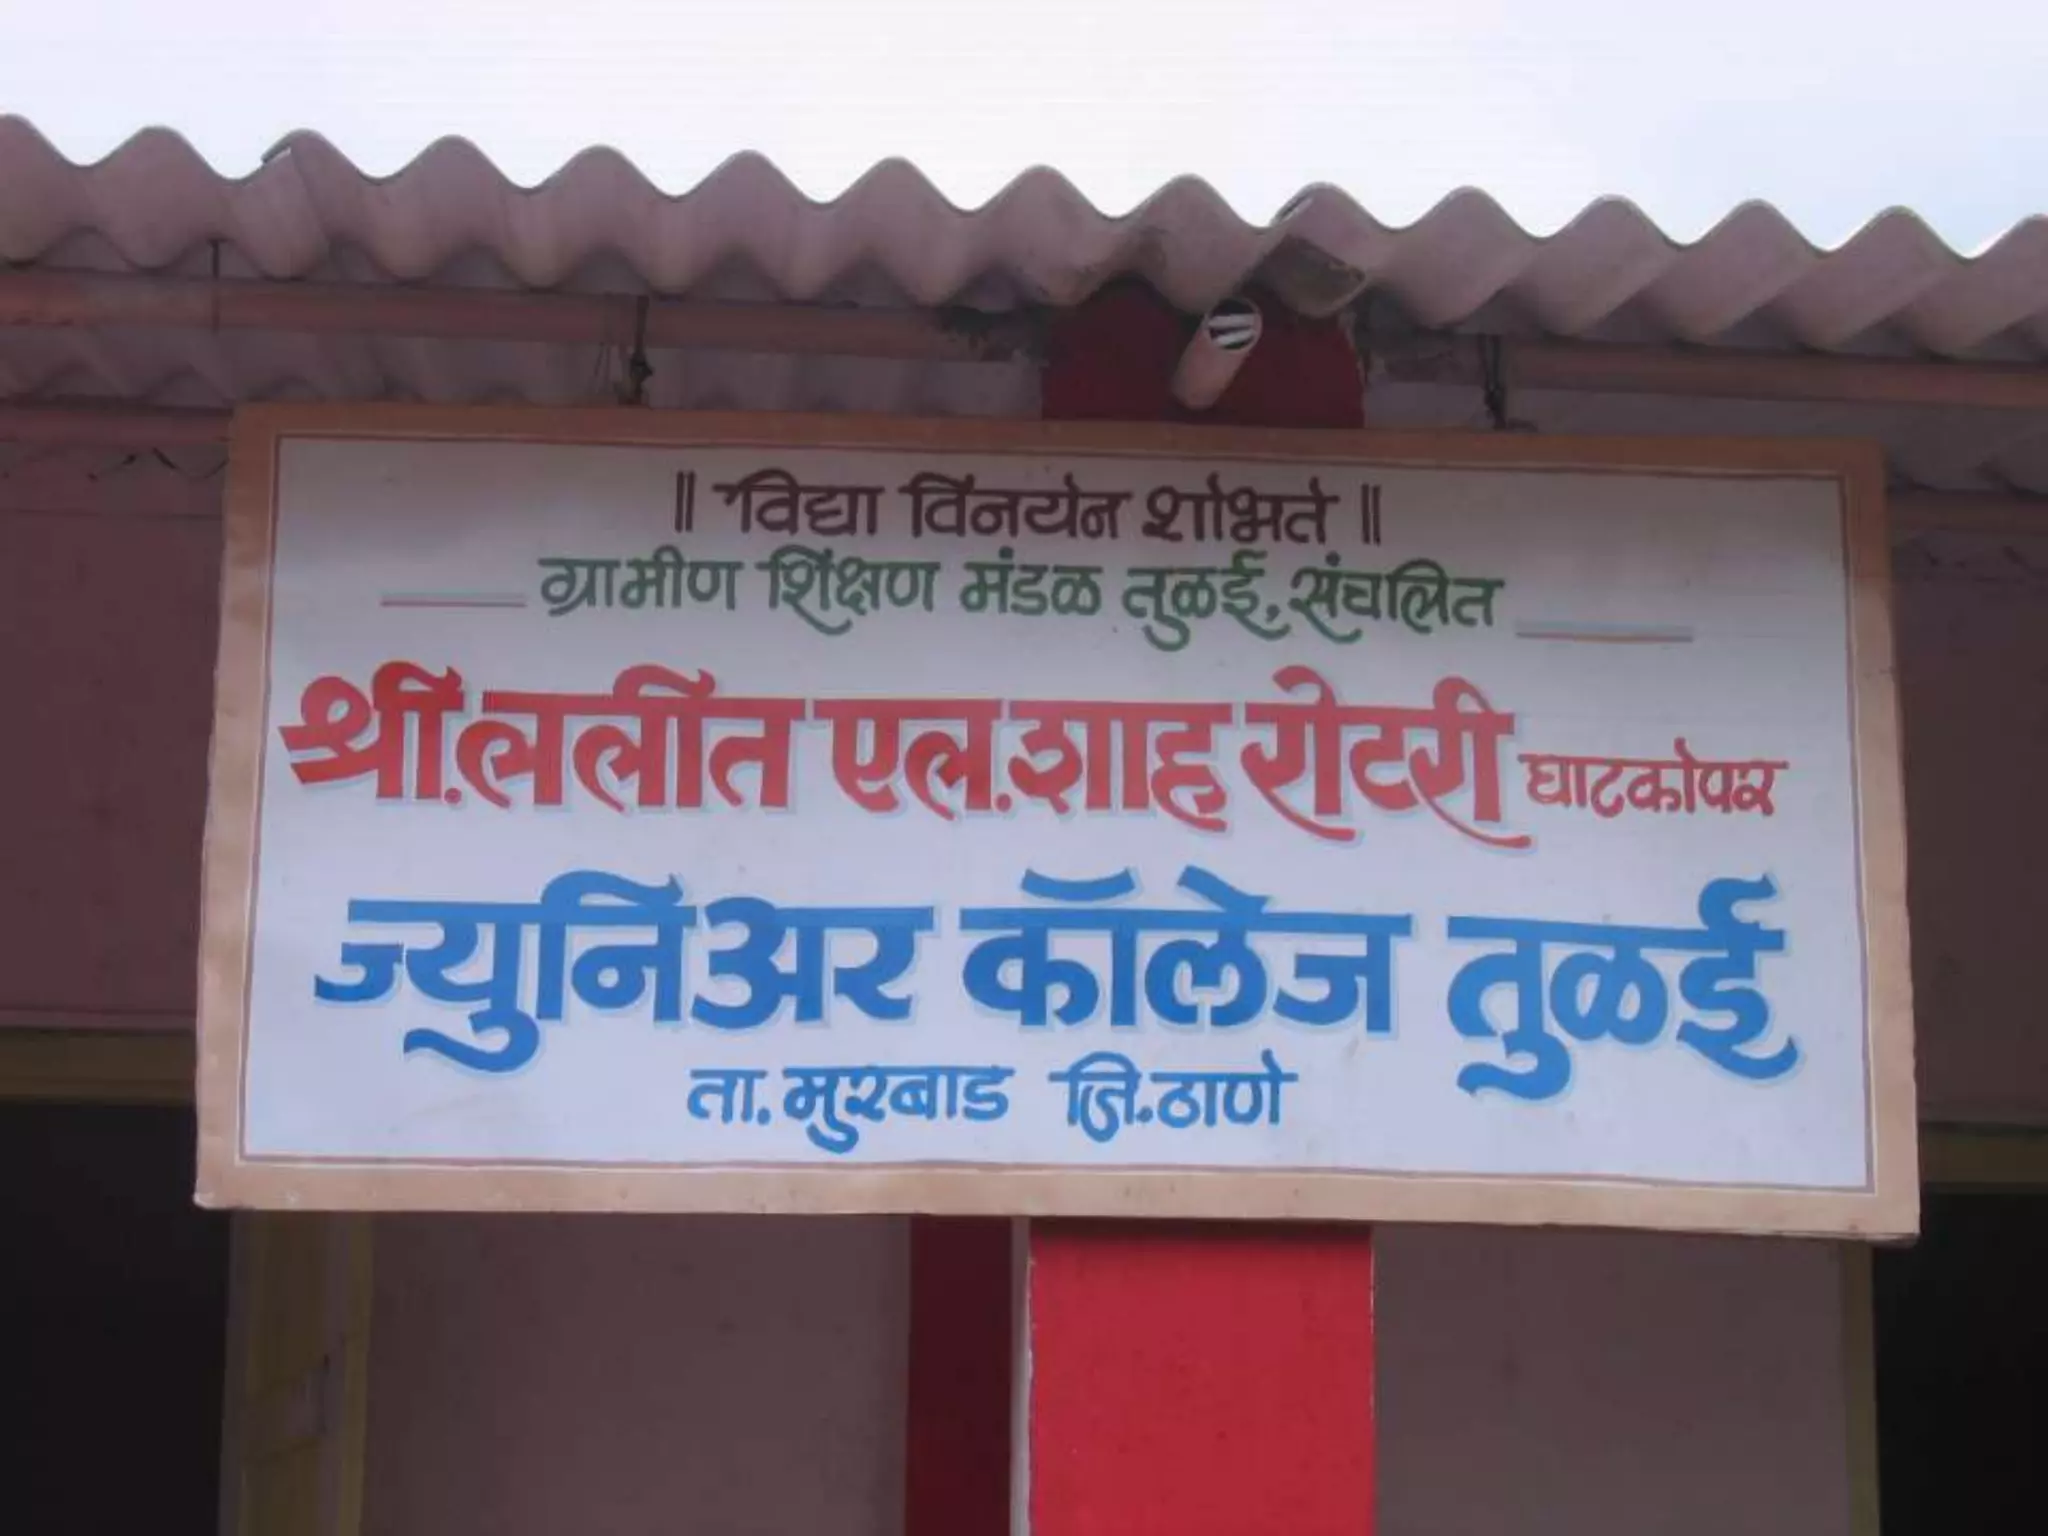 ॥ विद्या विनयेन शोभते ॥
ग्रामीण शिक्षण मंडळ तुळई, संचलित
श्री. ललित एल. शाह रोटरी घाटकोपर
ज्युनिअर कॉलेज तुळई
ता. मुरबाड जि. ठाणे